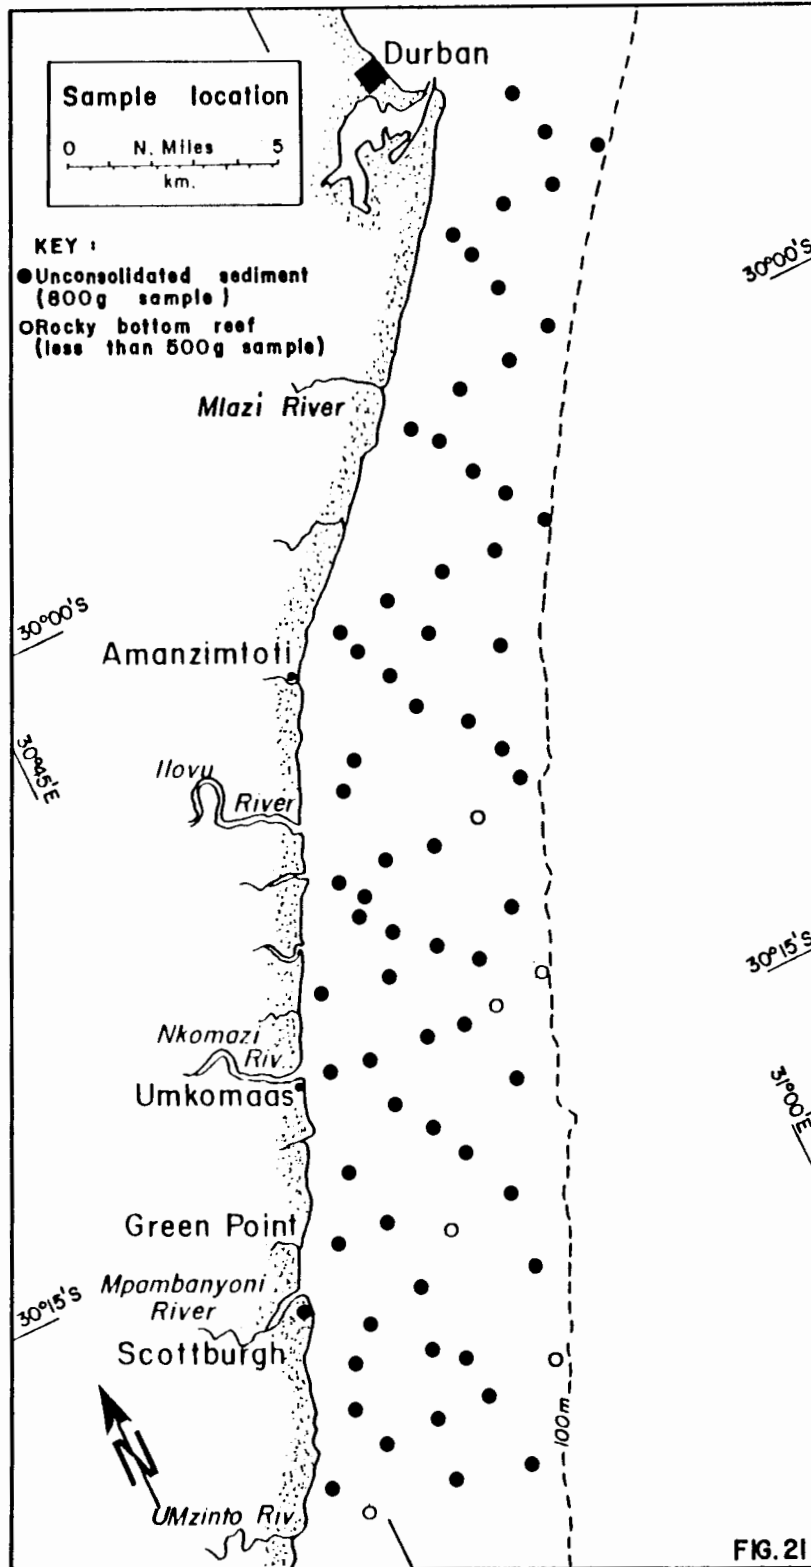 Durban
Sample location
0 N. Miles 5
km.
KEY :
Unconsolidated sediment
(800g sample)
Rocky bottom reef
(less than 500g sample)
30°00'S
Mlazi River
30°00'S
Amanzimtoti
30°45'E
Ilovu
River
30°15'S
Nkomazi
Riv.
Umkomaas
31°00'E
Green Point
Mpambanyoni
River
30°15'S
Scottburgh
100m
N
UMzinto Riv.
FIG. 21